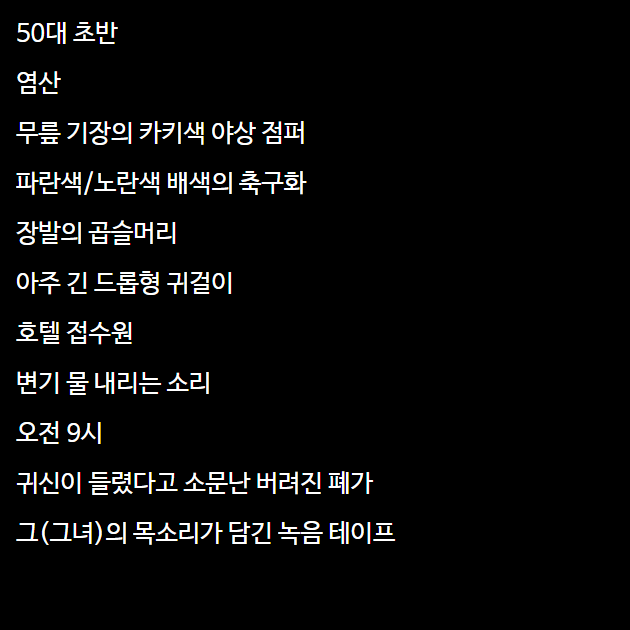 50대 초반
염산
무릎 기장의 카키색 야상 점퍼
파란색/노란색 배색의 축구화
장발의 곱슬머리
아주 긴 드롭형 귀걸이
호텔 접수원
변기 물 내리는 소리
오전 9시
귀신이 들렸다고 소문난 버려진 폐가
그(그녀)의 목소리가 담긴 녹음 테이프